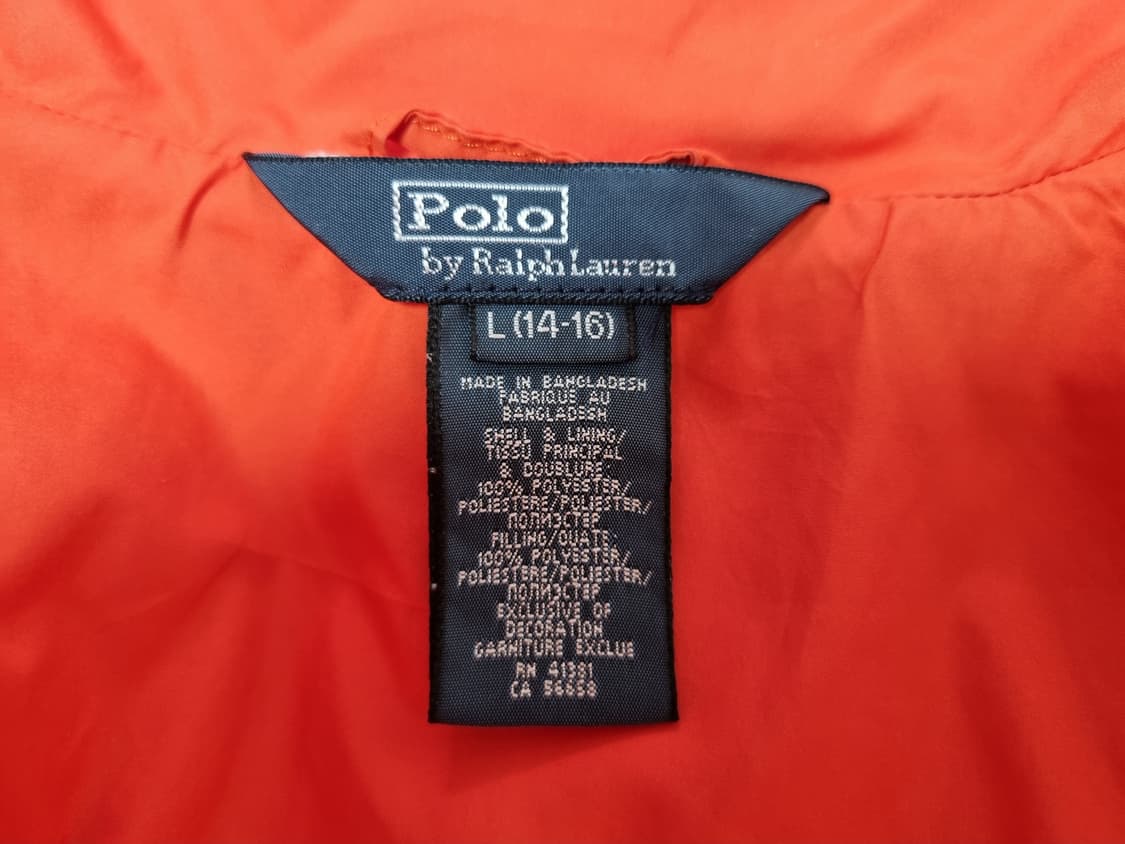 Polo
by Ralph Lauren
L (14-16)
MADE IN BANGLADESH
FABRIQUE AU
BANGLADESH
SHELL & LINING/
TISSU PRINCIPAL
& DOUBLURE
100% POLYESTER/
POLIESTERE/POLIESTER/
ПОЛИЭСТЕР
FILLING/OUATE
100% POLYESTER/
POLIESTERE/POLIESTER/
ПОЛИЭСТЕР
EXCLUSIVE OF
DECORATION
GARNITURE EXCLUE
RN 41381
CA 56858